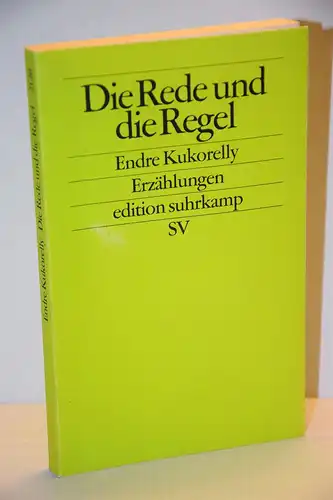 Die Rede und
die Regel
Endre Kukorelly
Erzählungen
edition suhrkamp
SV
Endre Kukorelly Die Rede und die Regel